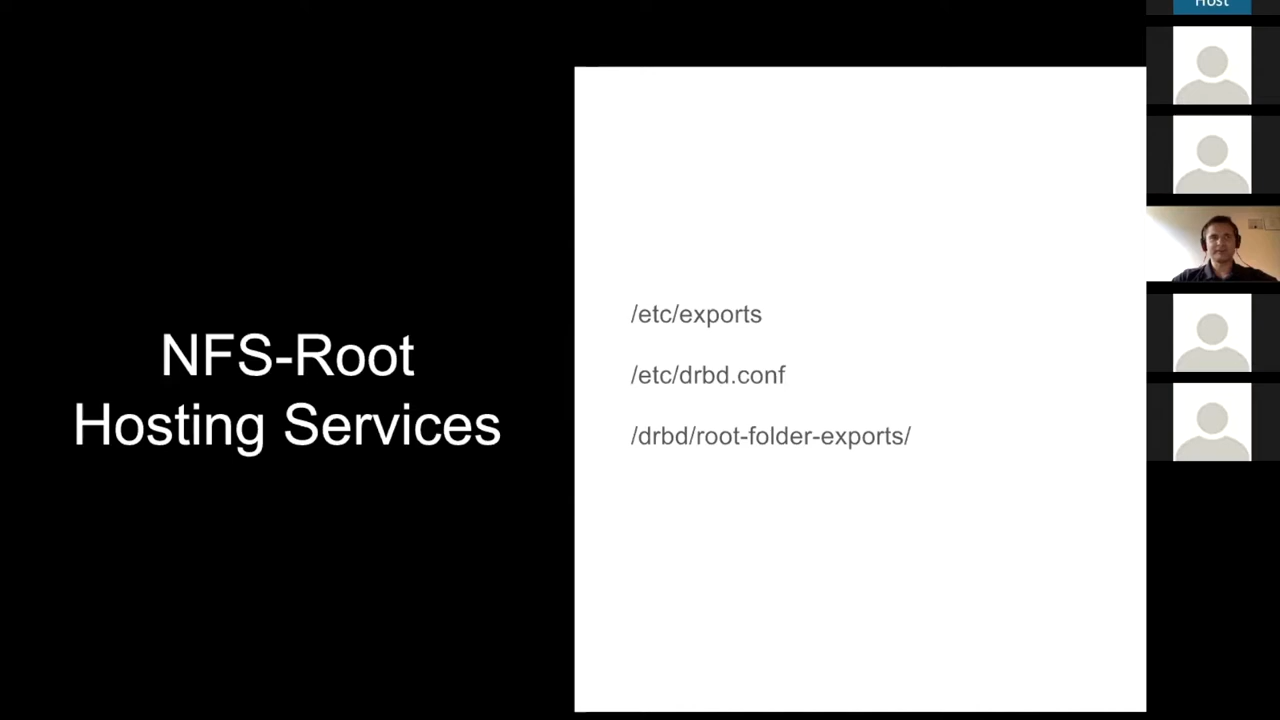 Host
NFS-Root
Hosting Services
/etc/exports
/etc/drbd.conf
/drbd/root-folder-exports/